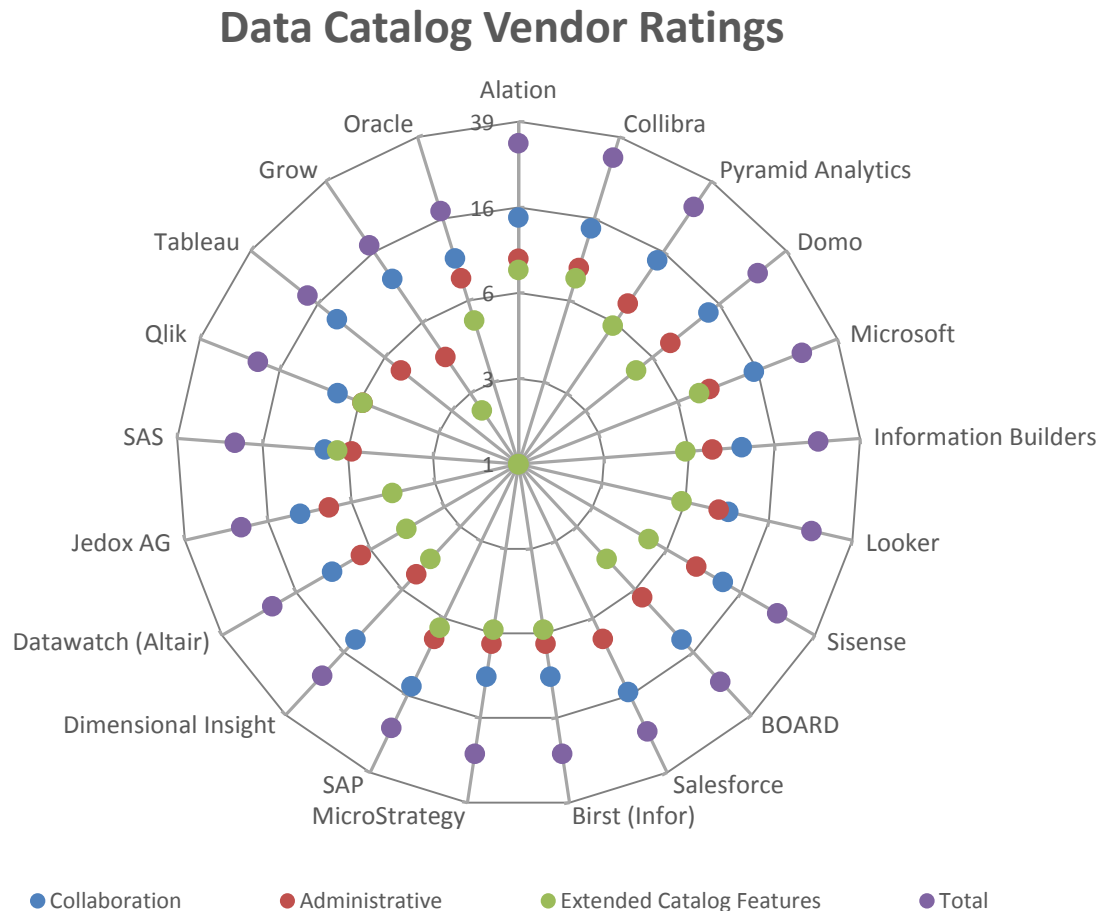 Data Catalog Vendor Ratings
Alation
39
Oracle
Collibra
Grow
Pyramid Analytics
16
Tableau
Domo
6
Qlik
Microsoft
3
SAS
Information Builders
1
Jedox AG
Looker
Datawatch (Altair)
Sisense
Dimensional Insight
BOARD
SAP
Salesforce
MicroStrategy
Birst (Infor)
Collaboration
Administrative
Extended Catalog Features
Total